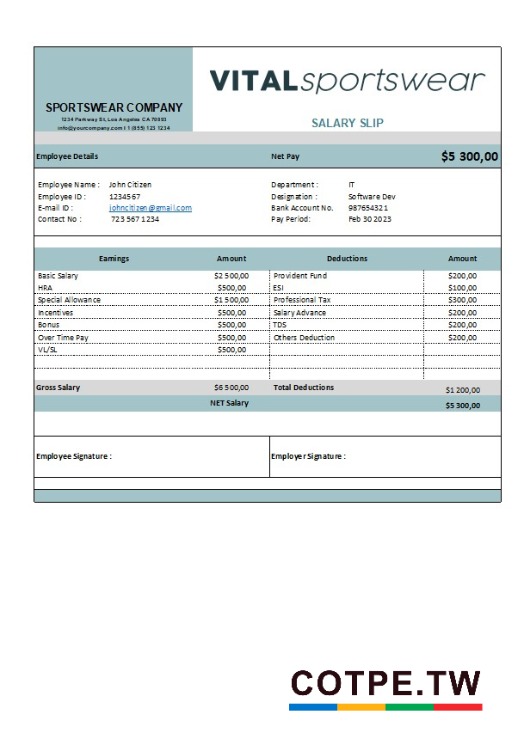 VITALsportswear
SPORTSWEAR COMPANY
1234 Parkway St, Los Angeles CA 70893
info@yourcompany.com I 1 (855) 123 1234
SALARY SLIP
Employee Details Net Pay $5 300,00
Employee Name : John Citizen Department : IT
Employee ID : 1234567 Designation : Software Dev
E-mail ID : johncitizen@gmail.com Bank Account No. 987654321
Contact No : 723 567 1234 Pay Period: Feb 30 2023
Earnings Amount Deductions Amount
Basic Salary $2 500,00 Provident Fund $200,00
HRA $500,00 ESI $100,00
Special Allowance $1 500,00 Professional Tax $300,00
Incentives $500,00 Salary Advance $200,00
Bonus $500,00 TDS $200,00
Over Time Pay $500,00 Others Deduction $200,00
VL/SL $500,00
Gross Salary $6 500,00 Total Deductions $1 200,00
NET Salary $5 300,00
Employee Signature : Employer Signature :
COTPE.TW